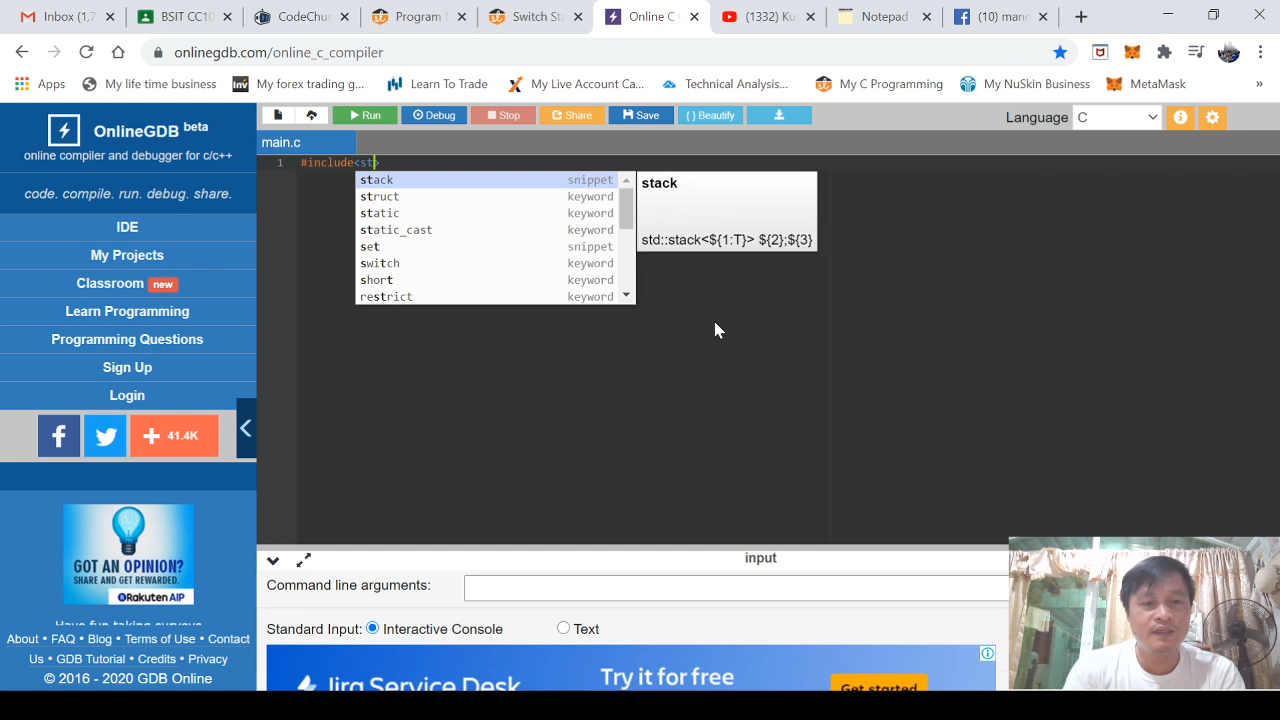 Inbox (1,7
BSIT CC10
CodeChun
Program F
Switch Sta
Online C C
(1332) Ku
Notepad
(10) mann
onlinegdb.com/online_c_compiler
Apps
My life time business
My forex trading g...
Learn To Trade
My Live Account Ca...
Technical Analysis...
My C Programming
My NuSkin Business
MetaMask
»
OnlineGDB beta
online compiler and debugger for c/c++
code. compile. run. debug. share.
IDE
My Projects
Classroom new
Learn Programming
Programming Questions
Sign Up
Login
41.4K
GOT AN OPINION?
SHARE AND GET REWARDED.
Rakuten AIP
Have fun taking surveys
About • FAQ • Blog • Terms of Use • Contact
Us • GDB Tutorial • Credits • Privacy
© 2016 - 2020 GDB Online
Run
Debug
Stop
Share
Save
{ } Beautify
Language C
main.c
1 #include<st>
stack snippet
struct keyword
static keyword
static_cast keyword
set snippet
switch keyword
short keyword
restrict keyword
stack
std::stack<${1:T}> ${2};${3}
input
Command line arguments:
Standard Input: Interactive Console Text
Jira Service Desk
Try it for free
Get started